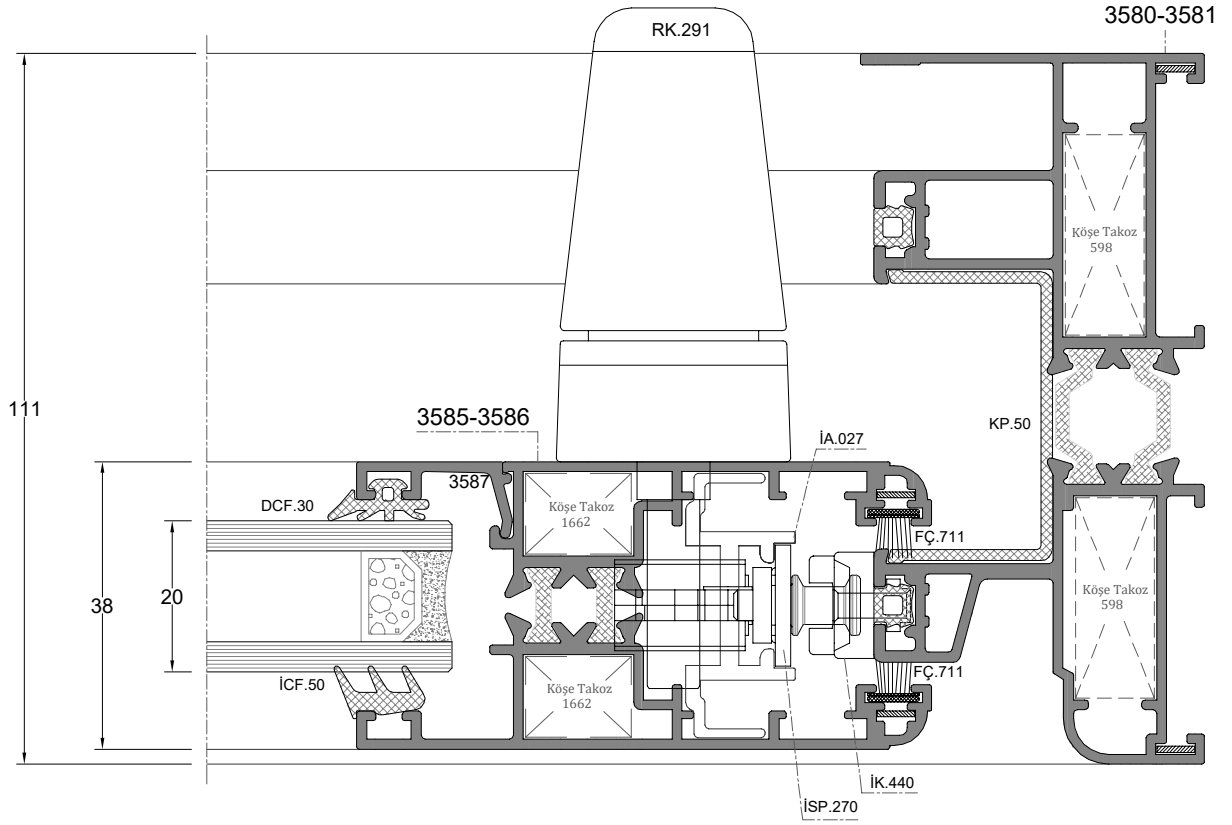 3580-3581
RK.291
Köşe Takoz
598
111
3585-3586
KP.50
İA.027
3587
DCF.30
Köşe Takoz
1662
FÇ.711
38
20
Köşe Takoz
598
İCF.50
Köşe Takoz
1662
FÇ.711
İK.440
İSP.270